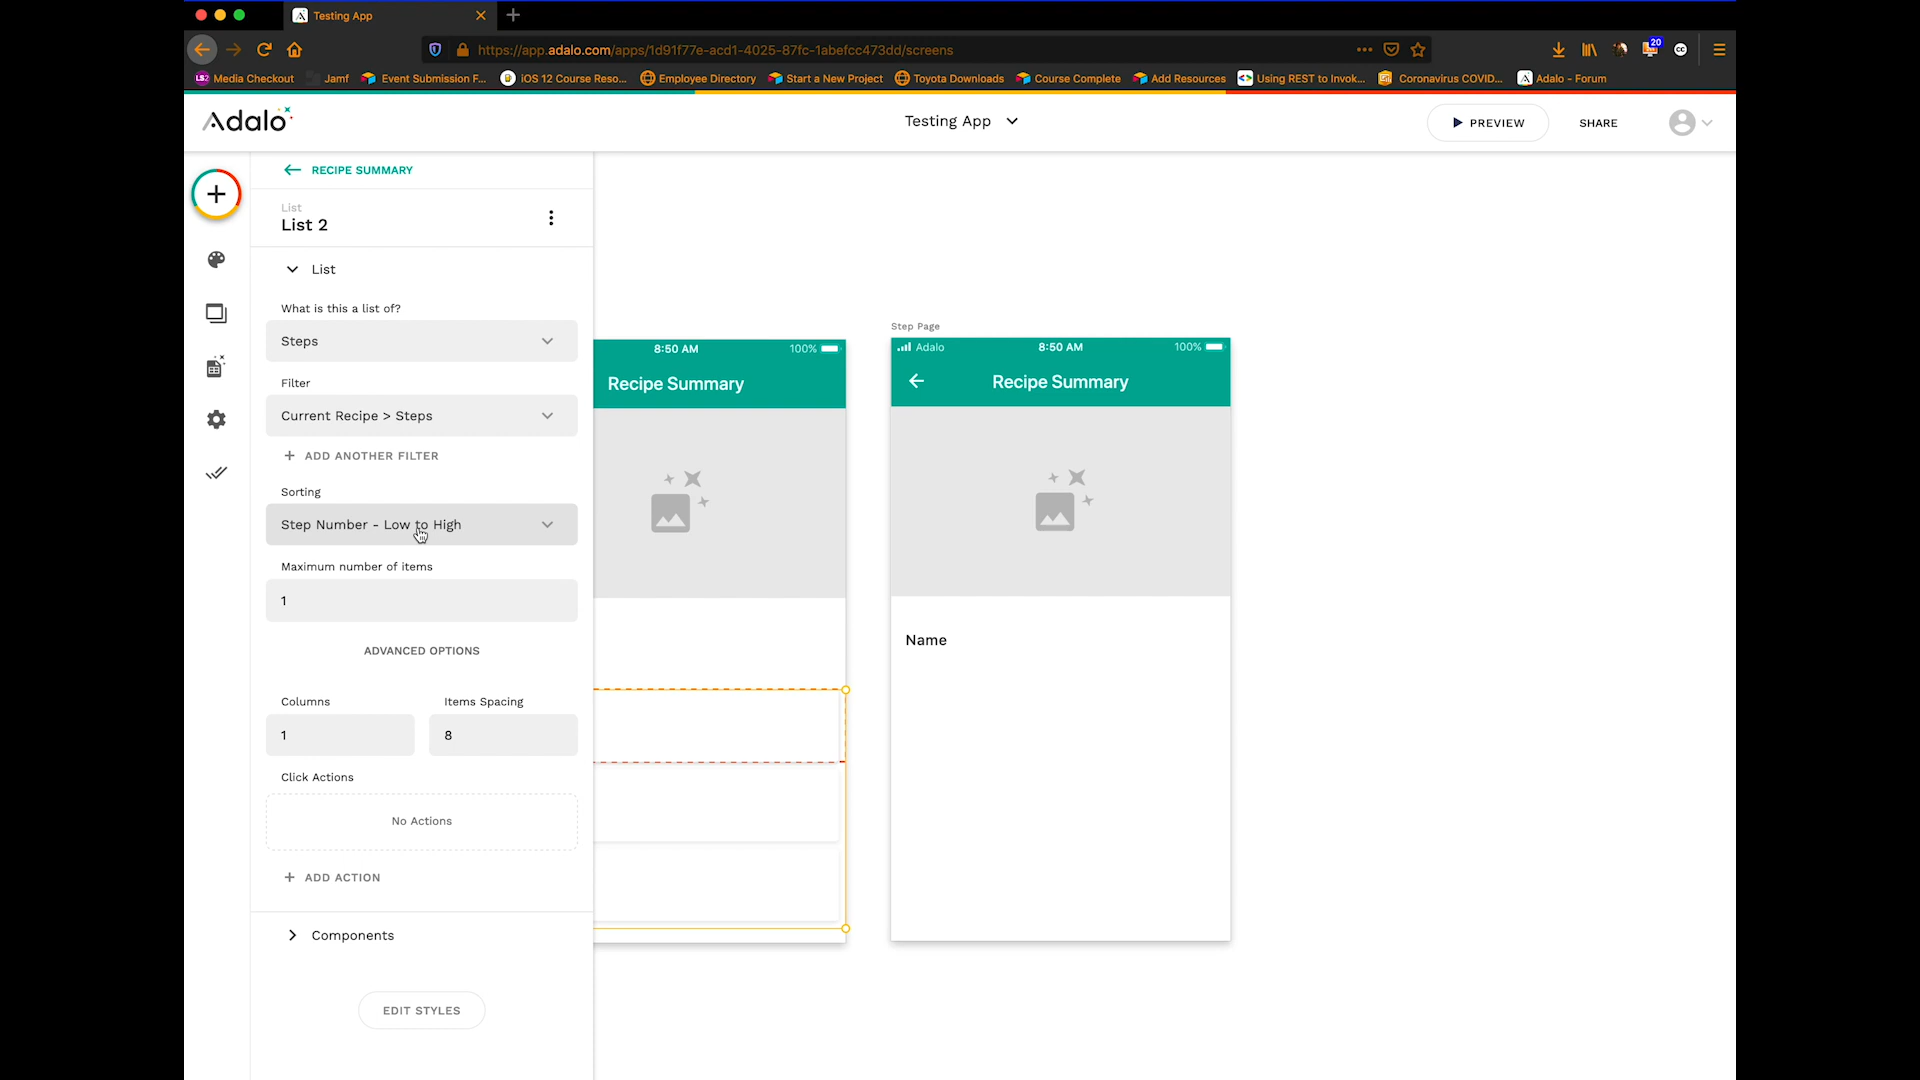 Testing App
https://app.adalo.com/apps/1d91f77e-acd1-4025-87fc-1abefcc473dd/screens
20
CC
LS2 Media Checkout
Jamf
Event Submission F...
iOS 12 Course Reso...
Employee Directory
Start a New Project
Toyota Downloads
Course Complete
Add Resources
Using REST to Invok...
Coronavirus COVID...
Adalo - Forum
Adalo
Testing App
PREVIEW
SHARE
RECIPE SUMMARY
List
List 2
List
What is this a list of?
Steps
Filter
Current Recipe > Steps
ADD ANOTHER FILTER
Sorting
Step Number - Low to High
Maximum number of items
1
ADVANCED OPTIONS
Columns
Items Spacing
1
8
Click Actions
No Actions
ADD ACTION
Components
EDIT STYLES
8:50 AM
100%
Recipe Summary
Step Page
Adalo
8:50 AM
100%
Recipe Summary
Name